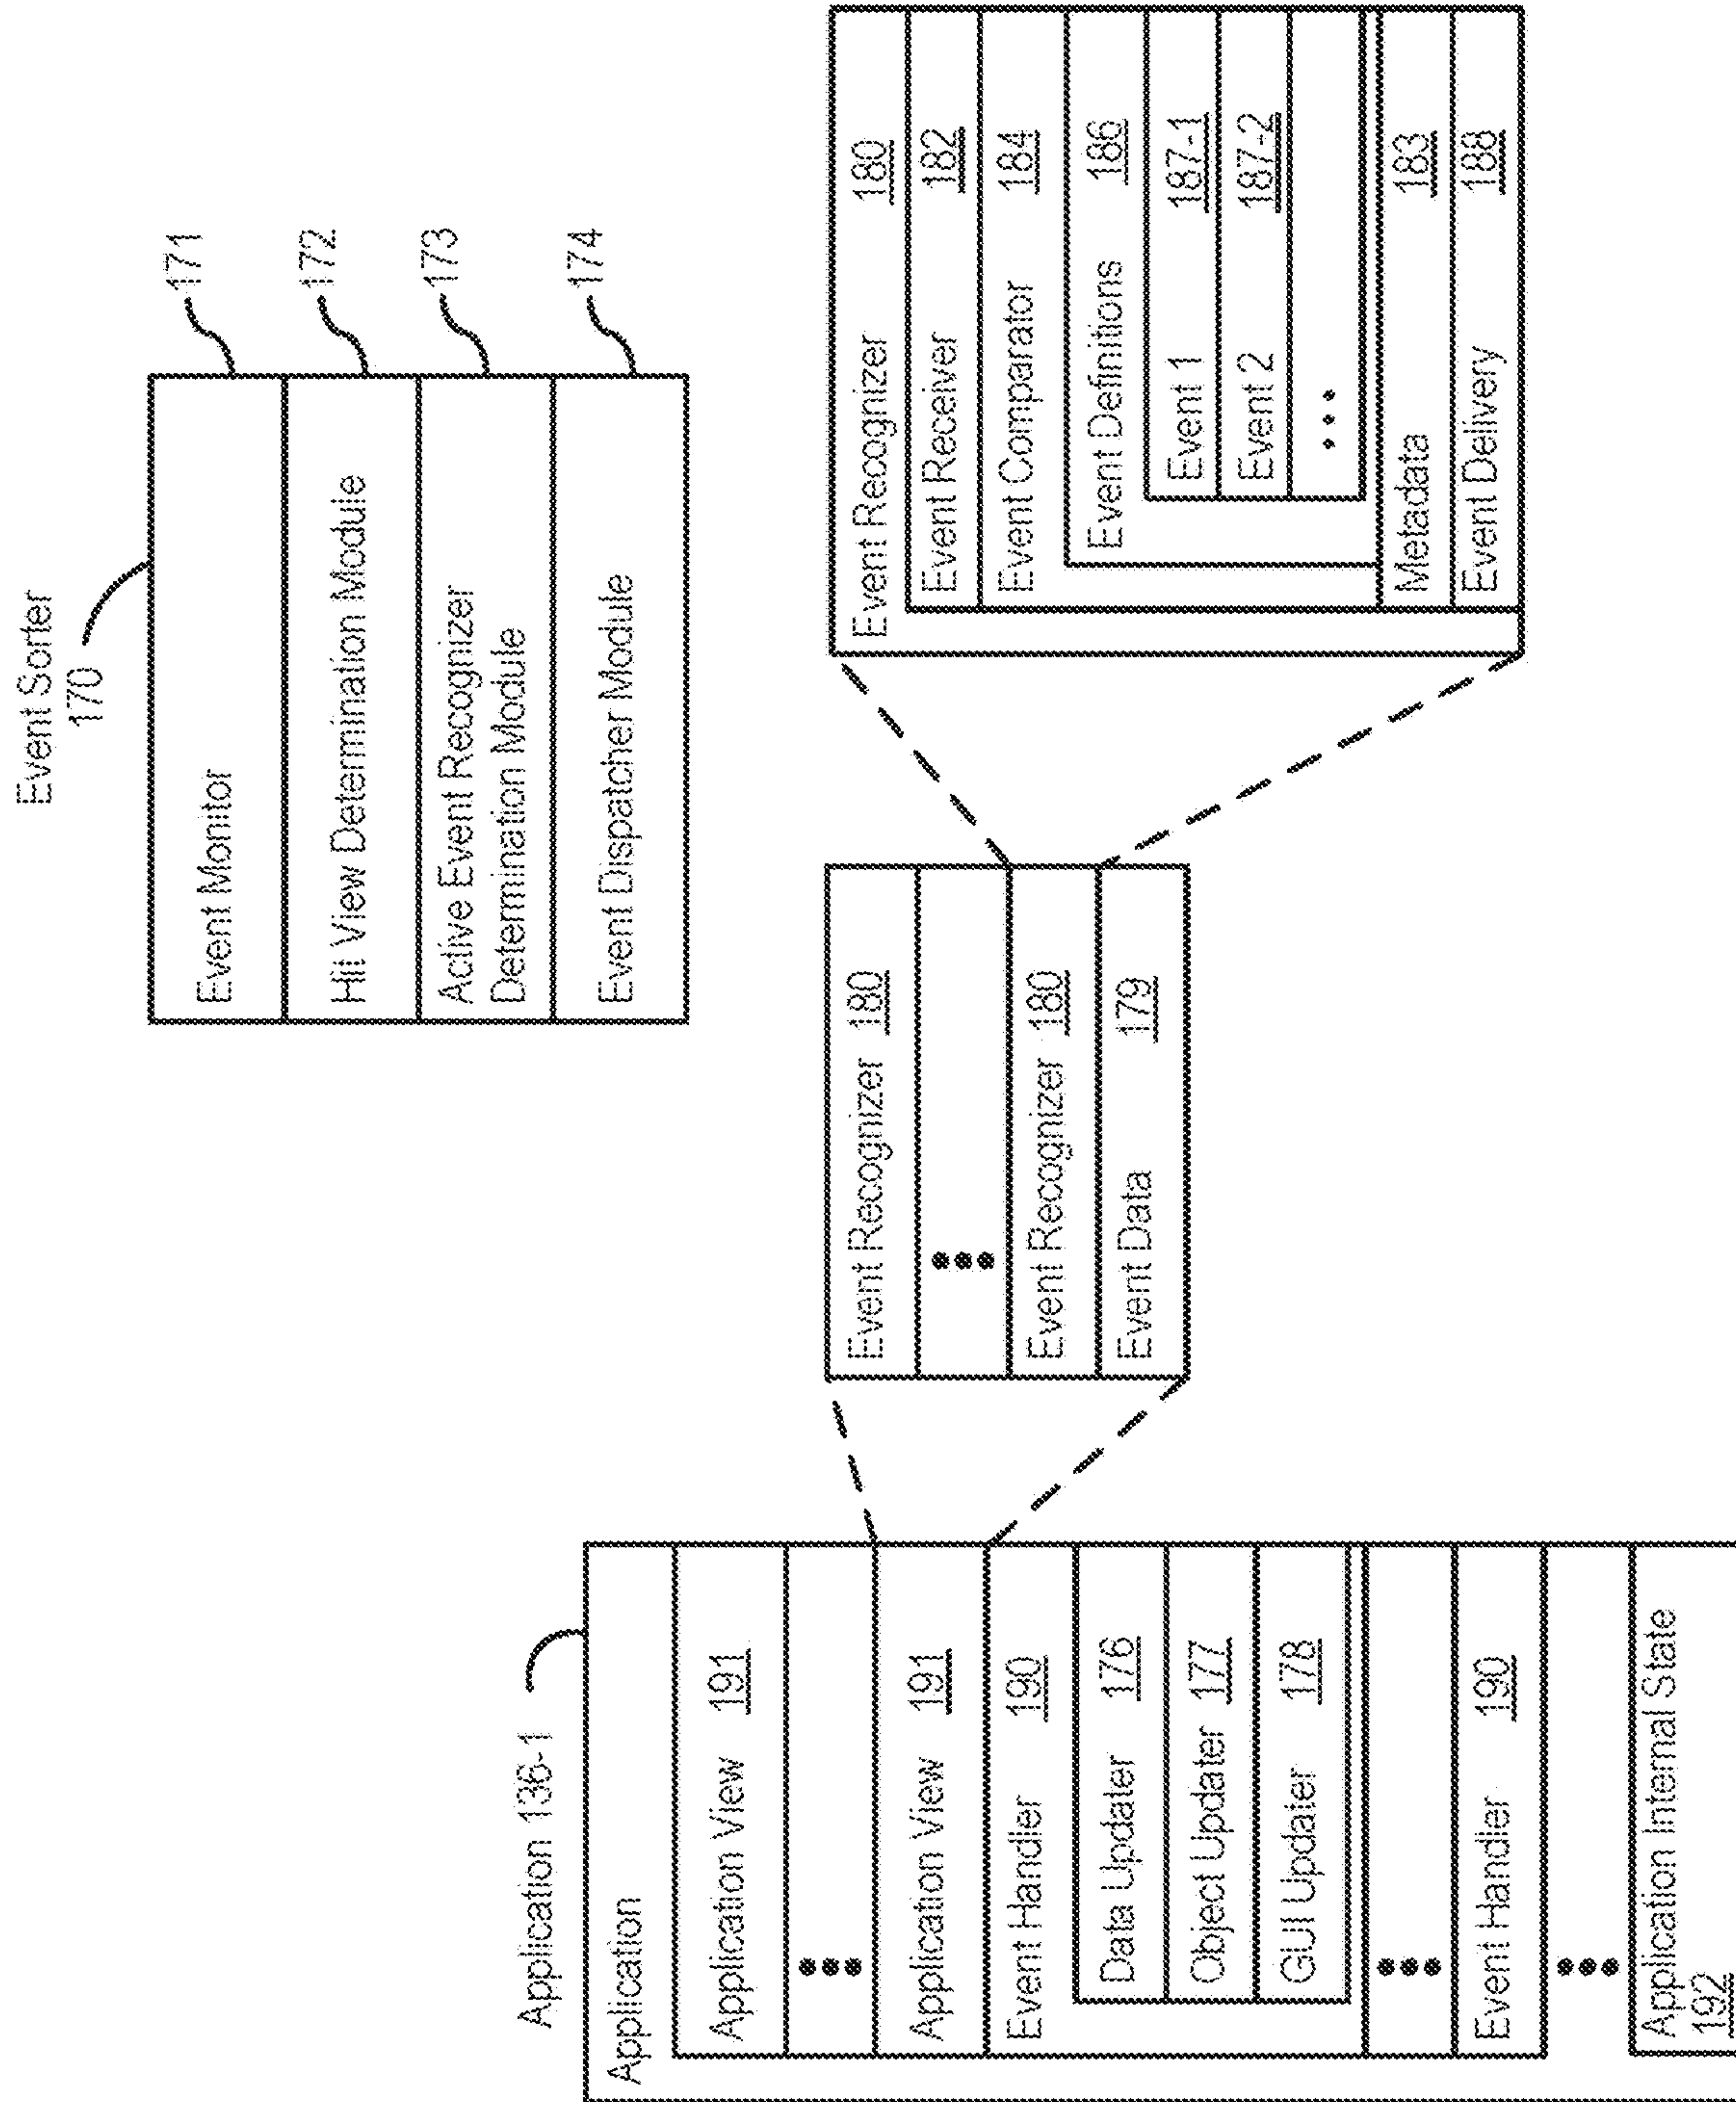 Event Sorter
170
Event Monitor
171
Hit View Determination Module
172
Active Event Recognizer
Determination Module
173
Event Dispatcher Module
174
Application 136-1
Application
Application View 191
•••
Application View 191
Event Handler 190
Data Updater 176
Object Updater 177
GUI Updater 178
•••
Event Handler 190
•••
Application Internal State
192
Event Recognizer 180
•••
Event Recognizer 180
Event Data 179
Event Recognizer 180
Event Receiver 182
Event Comparator 184
Event Definitions 186
Event 1 187-1
Event 2 187-2
•••
Metadata 183
Event Delivery 188